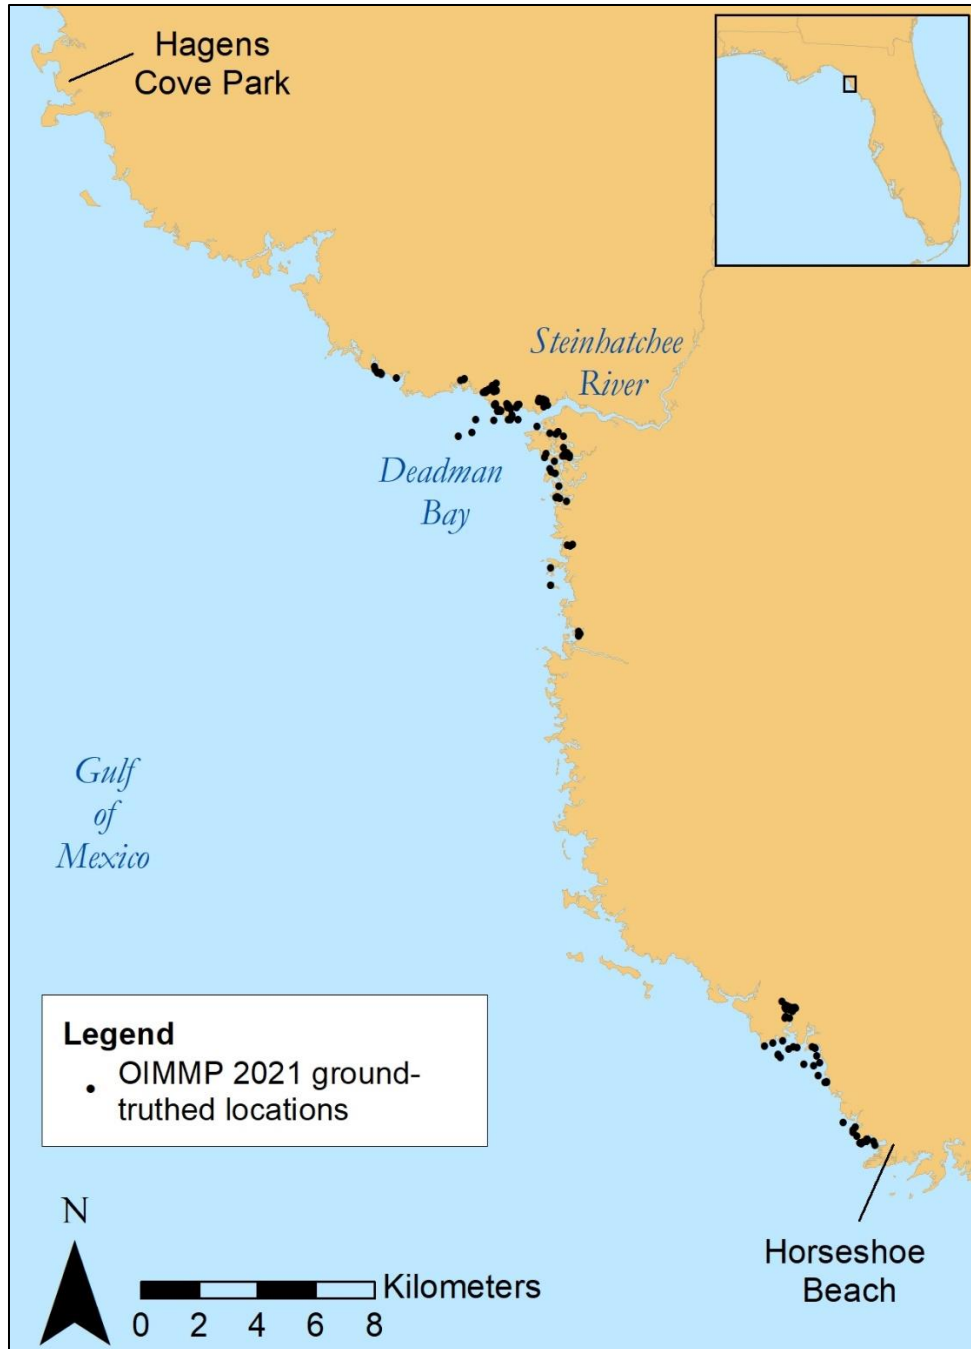 Hagens
Cove Park
Steinhatchee
River
Deadman
Bay
Gulf
of
Mexico
Legend
OIMMP 2021 ground-
truthed locations
N
Kilometers
0 2 4 6 8
Horseshoe
Beach